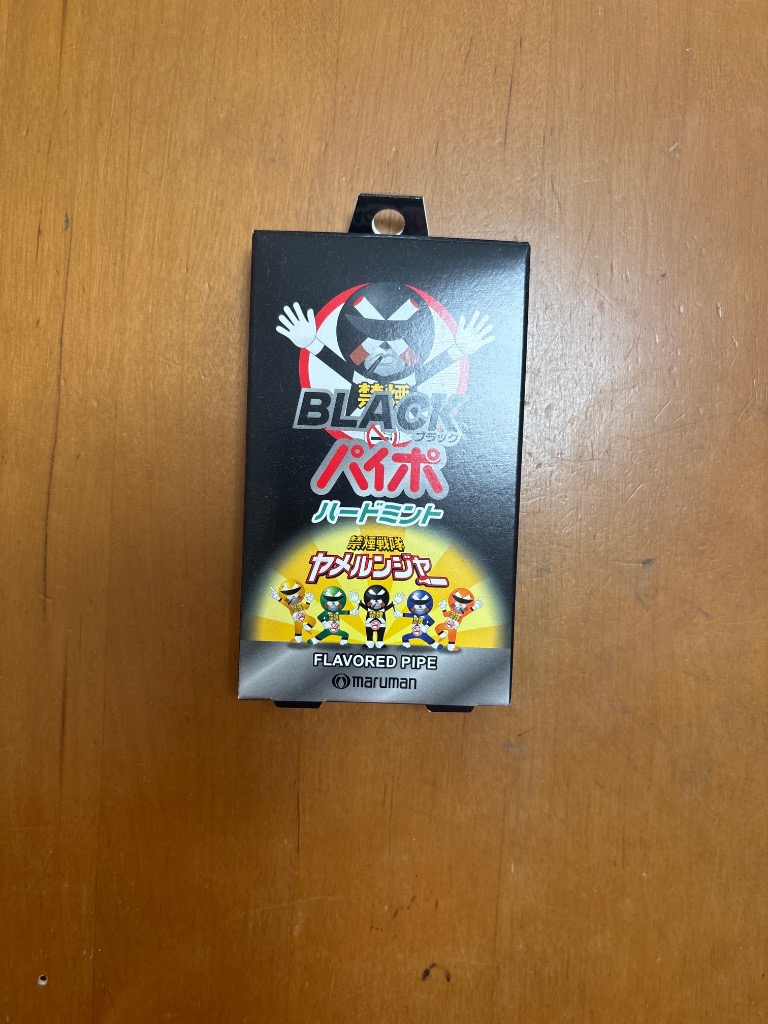 禁煙
BLACK
ブラック
パイポ
ハードミント
禁煙戦隊
ヤメルンジャー
FLAVORED PIPE
maruman